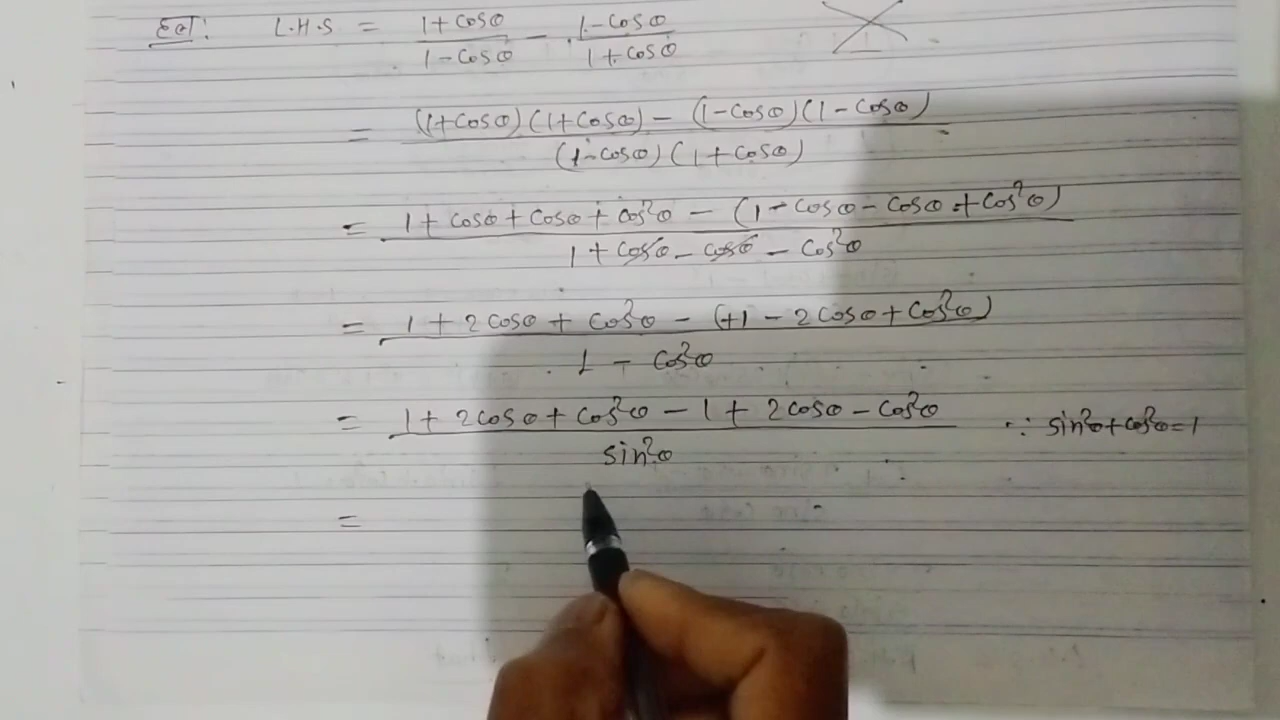 हल: L.H.S = 1+cosθ / 1-cosθ - 1-cosθ / 1+cosθ
= (1+cosθ)(1+cosθ) - (1-cosθ)(1-cosθ) / (1-cosθ)(1+cosθ)
= 1+cosθ+cosθ+cos²θ - (1-cosθ-cosθ+cos²θ) / 1+cosθ-cosθ-cos²θ
= 1+2cosθ+cos²θ - (+1-2cosθ+cos²θ) / 1-cos²θ
= 1+2cosθ+cos²θ-1+2cosθ-cos²θ / sin²θ ∵ sin²θ+cos²θ=1
=